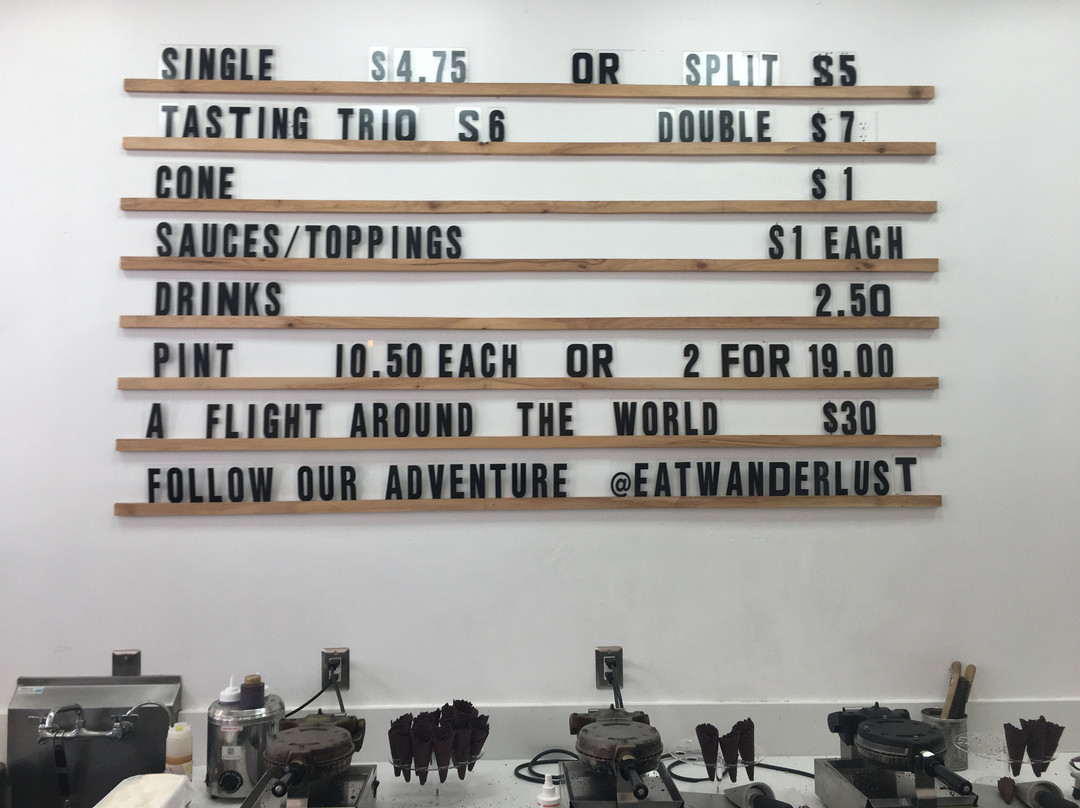 SINGLE $4.75 OR SPLIT $5
TASTING TRIO $6 DOUBLE $7
CONE $1
SAUCES/TOPPINGS $1 EACH
DRINKS 2.50
PINT 10.50 EACH OR 2 FOR 19.00
A FLIGHT AROUND THE WORLD $30
FOLLOW OUR ADVENTURE @EATWANDERLUST